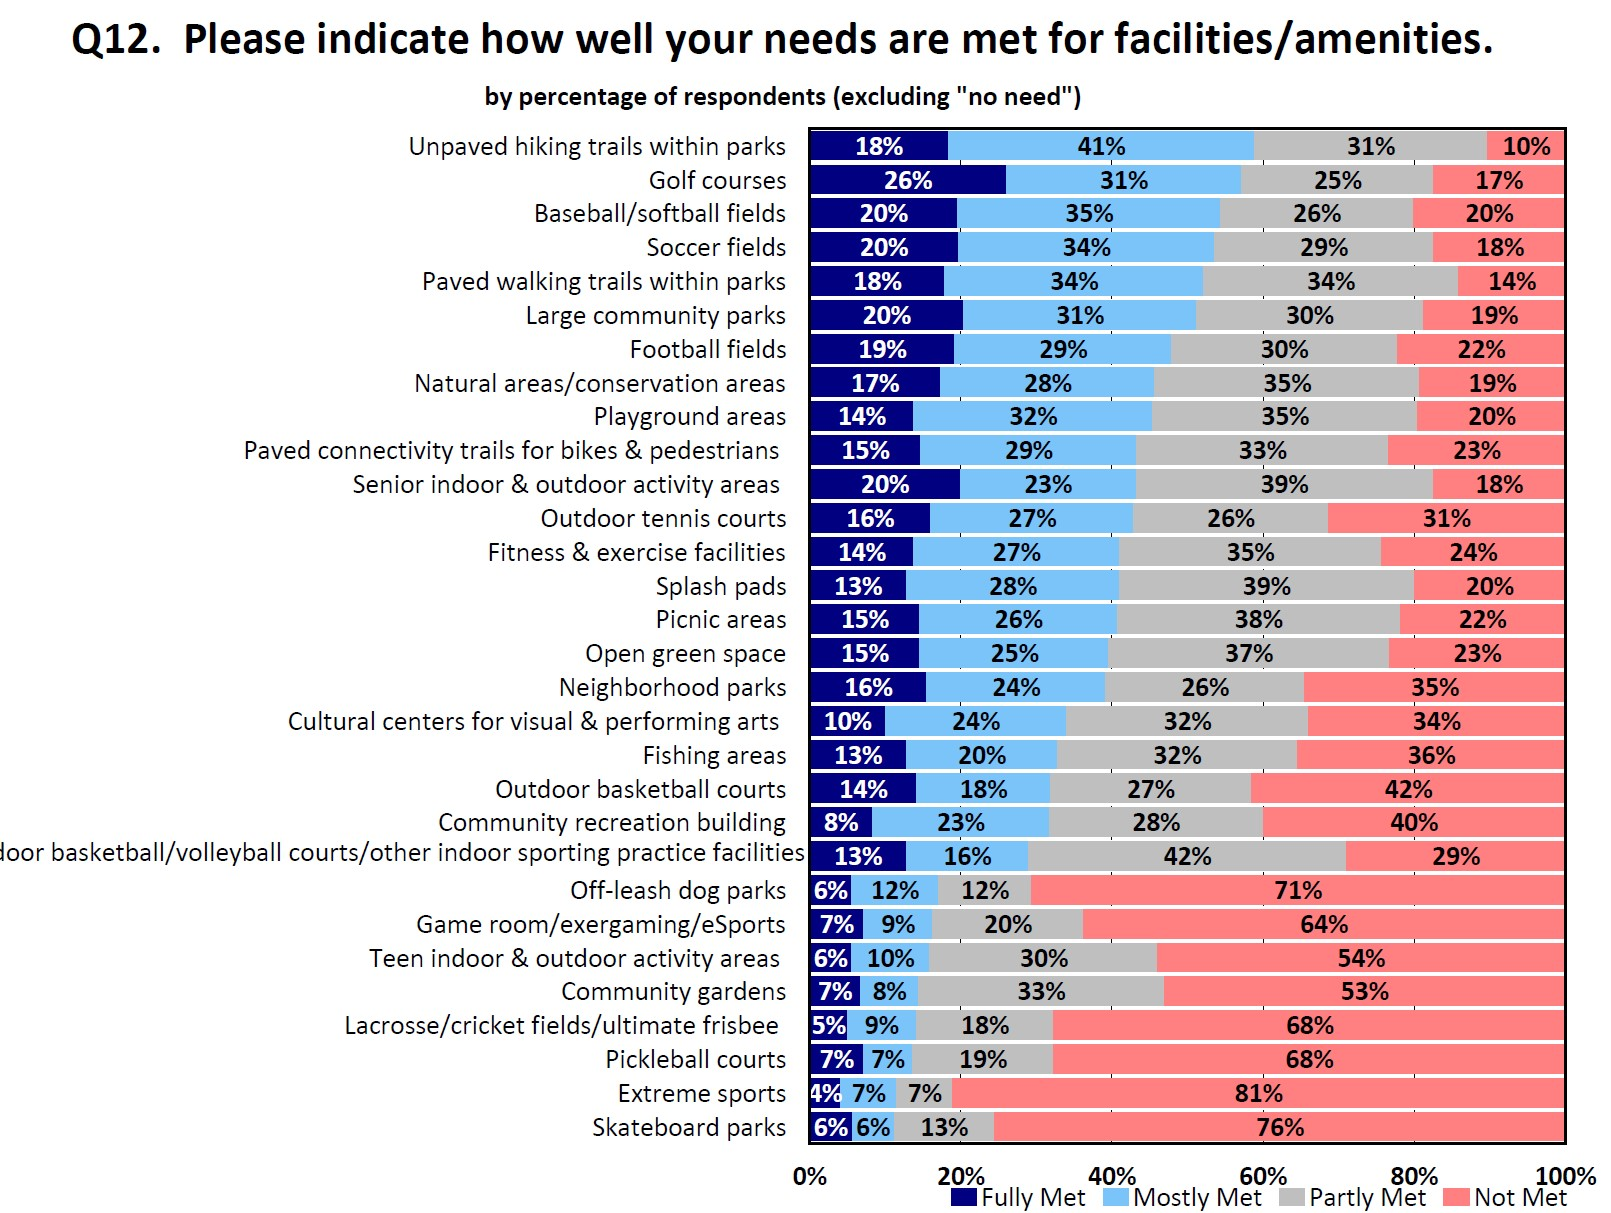 Q12.  Please indicate how well your needs are met for facilities/amenities.
by percentage of respondents (excluding "no need")
Unpaved hiking trails within parks 18% 41% 31% 10%
Golf courses 26% 31% 25% 17%
Baseball/softball fields 20% 35% 26% 20%
Soccer fields 20% 34% 29% 18%
Paved walking trails within parks 18% 34% 34% 14%
Large community parks 20% 31% 30% 19%
Football fields 19% 29% 30% 22%
Natural areas/conservation areas 17% 28% 35% 19%
Playground areas 14% 32% 35% 20%
Paved connectivity trails for bikes & pedestrians 15% 29% 33% 23%
Senior indoor & outdoor activity areas 20% 23% 39% 18%
Outdoor tennis courts 16% 27% 26% 31%
Fitness & exercise facilities 14% 27% 35% 24%
Splash pads 13% 28% 39% 20%
Picnic areas 15% 26% 38% 22%
Open green space 15% 25% 37% 23%
Neighborhood parks 16% 24% 26% 35%
Cultural centers for visual & performing arts 10% 24% 32% 34%
Fishing areas 13% 20% 32% 36%
Outdoor basketball courts 14% 18% 27% 42%
Community recreation building 8% 23% 28% 40%
door basketball/volleyball courts/other indoor sporting practice facilities 13% 16% 42% 29%
Off-leash dog parks 6% 12% 12% 71%
Game room/exergaming/eSports 7% 9% 20% 64%
Teen indoor & outdoor activity areas 6% 10% 30% 54%
Community gardens 7% 8% 33% 53%
Lacrosse/cricket fields/ultimate frisbee 5% 9% 18% 68%
Pickleball courts 7% 7% 19% 68%
Extreme sports 4% 7% 7% 81%
Skateboard parks 6% 6% 13% 76%
0% 20% 40% 60% 80% 100%
Fully Met Mostly Met Partly Met Not Met